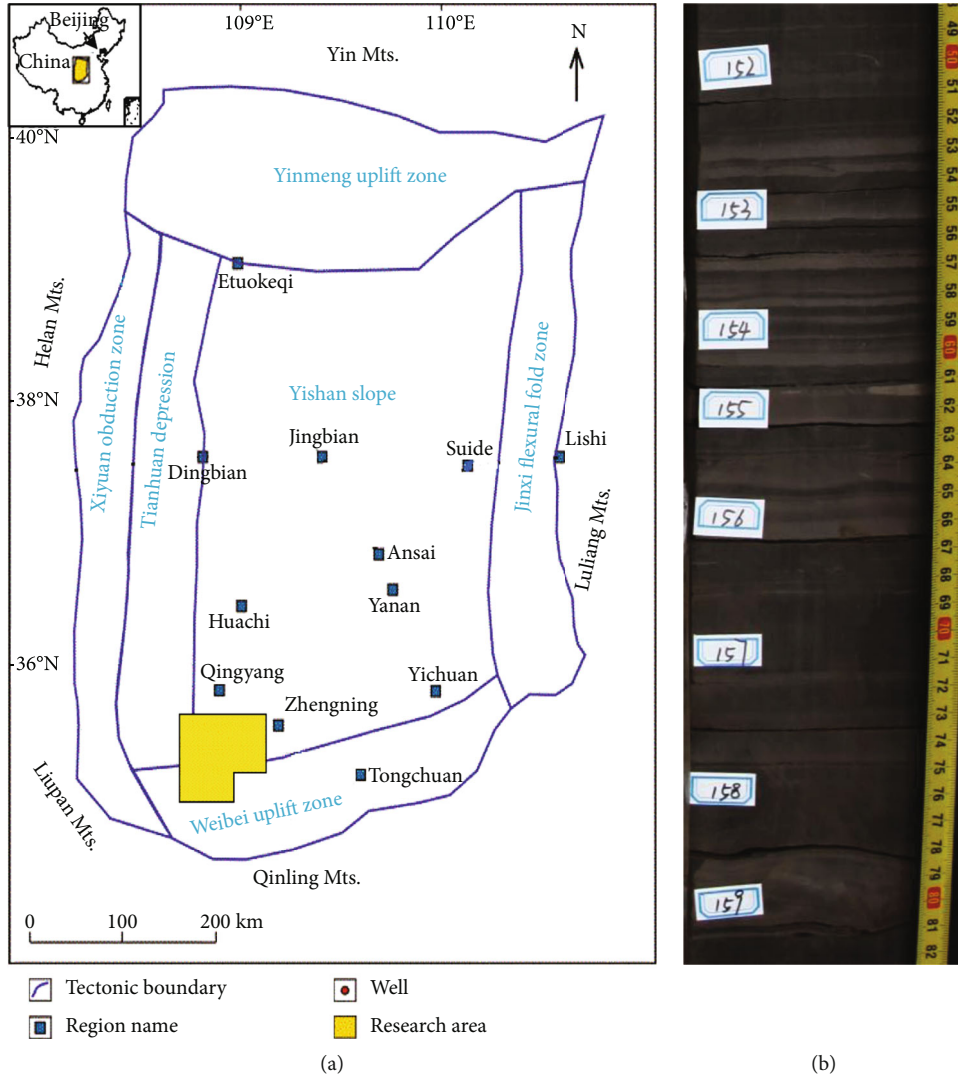 109°E
110°E
Beijing
China
Yin Mts.
N
40°N
Yinmeng uplift zone
Etuokeqi
Helan Mts.
Xiyuan obduction zone
Tianhuan depression
38°N
Yishan slope
Jingbian
Suide
Lishi
Dingbian
Jinxi flexural fold zone
Luliang Mts.
Ansai
Yanan
Huachi
36°N
Qingyang
Yichuan
Zhengning
Tongchuan
Liupan Mts.
Weibei uplift zone
Qinling Mts.
0 100 200 km
Tectonic boundary
Well
Region name
Research area
(a)
152
153
154
155
156
157
158
159
49
50
51
52
53
54
55
56
57
58
59
60
61
62
63
64
65
66
67
68
69
70
71
72
73
74
75
76
77
78
79
80
81
82
(b)